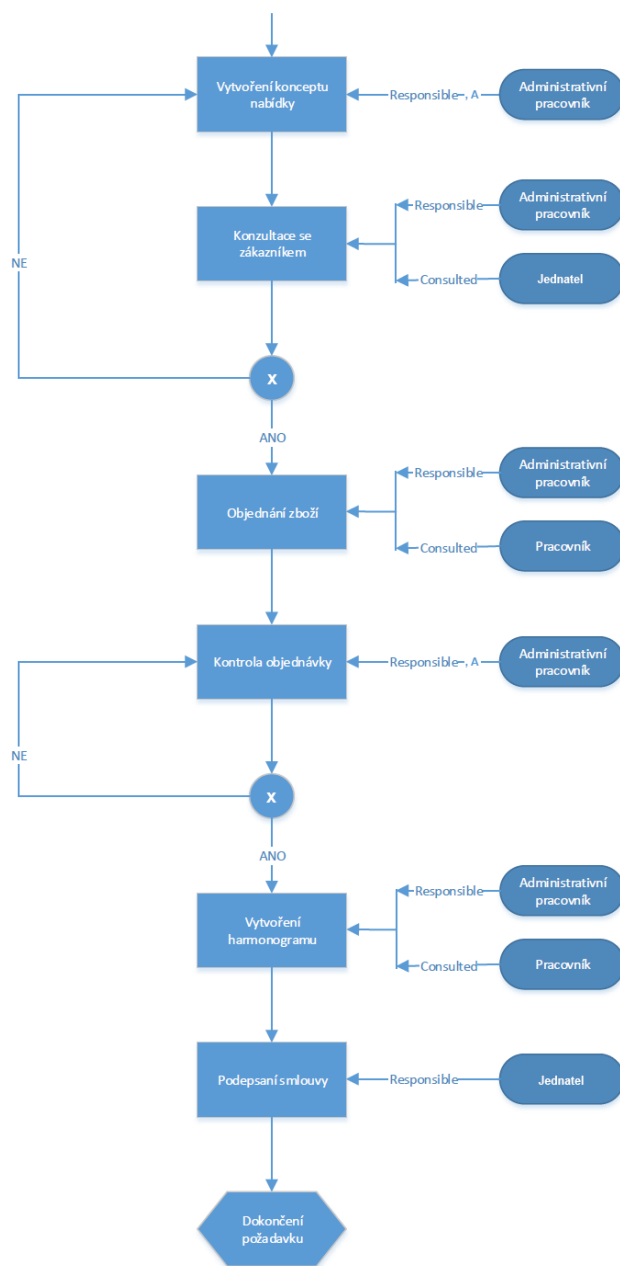 Vytvoření konceptu
nabídky
Responsible , A
Administrativní
pracovník
Konzultace se
zákazníkem
Responsible
Administrativní
pracovník
Consulted
Jednatel
NE
X
ANO
Objednání zboží
Responsible
Administrativní
pracovník
Consulted
Pracovník
Kontrola objednávky
Responsible , A
Administrativní
pracovník
NE
X
ANO
Vytvoření
harmonogramu
Responsible
Administrativní
pracovník
Consulted
Pracovník
Podepsaní smlouvy
Responsible
Jednatel
Dokončení
požadavku